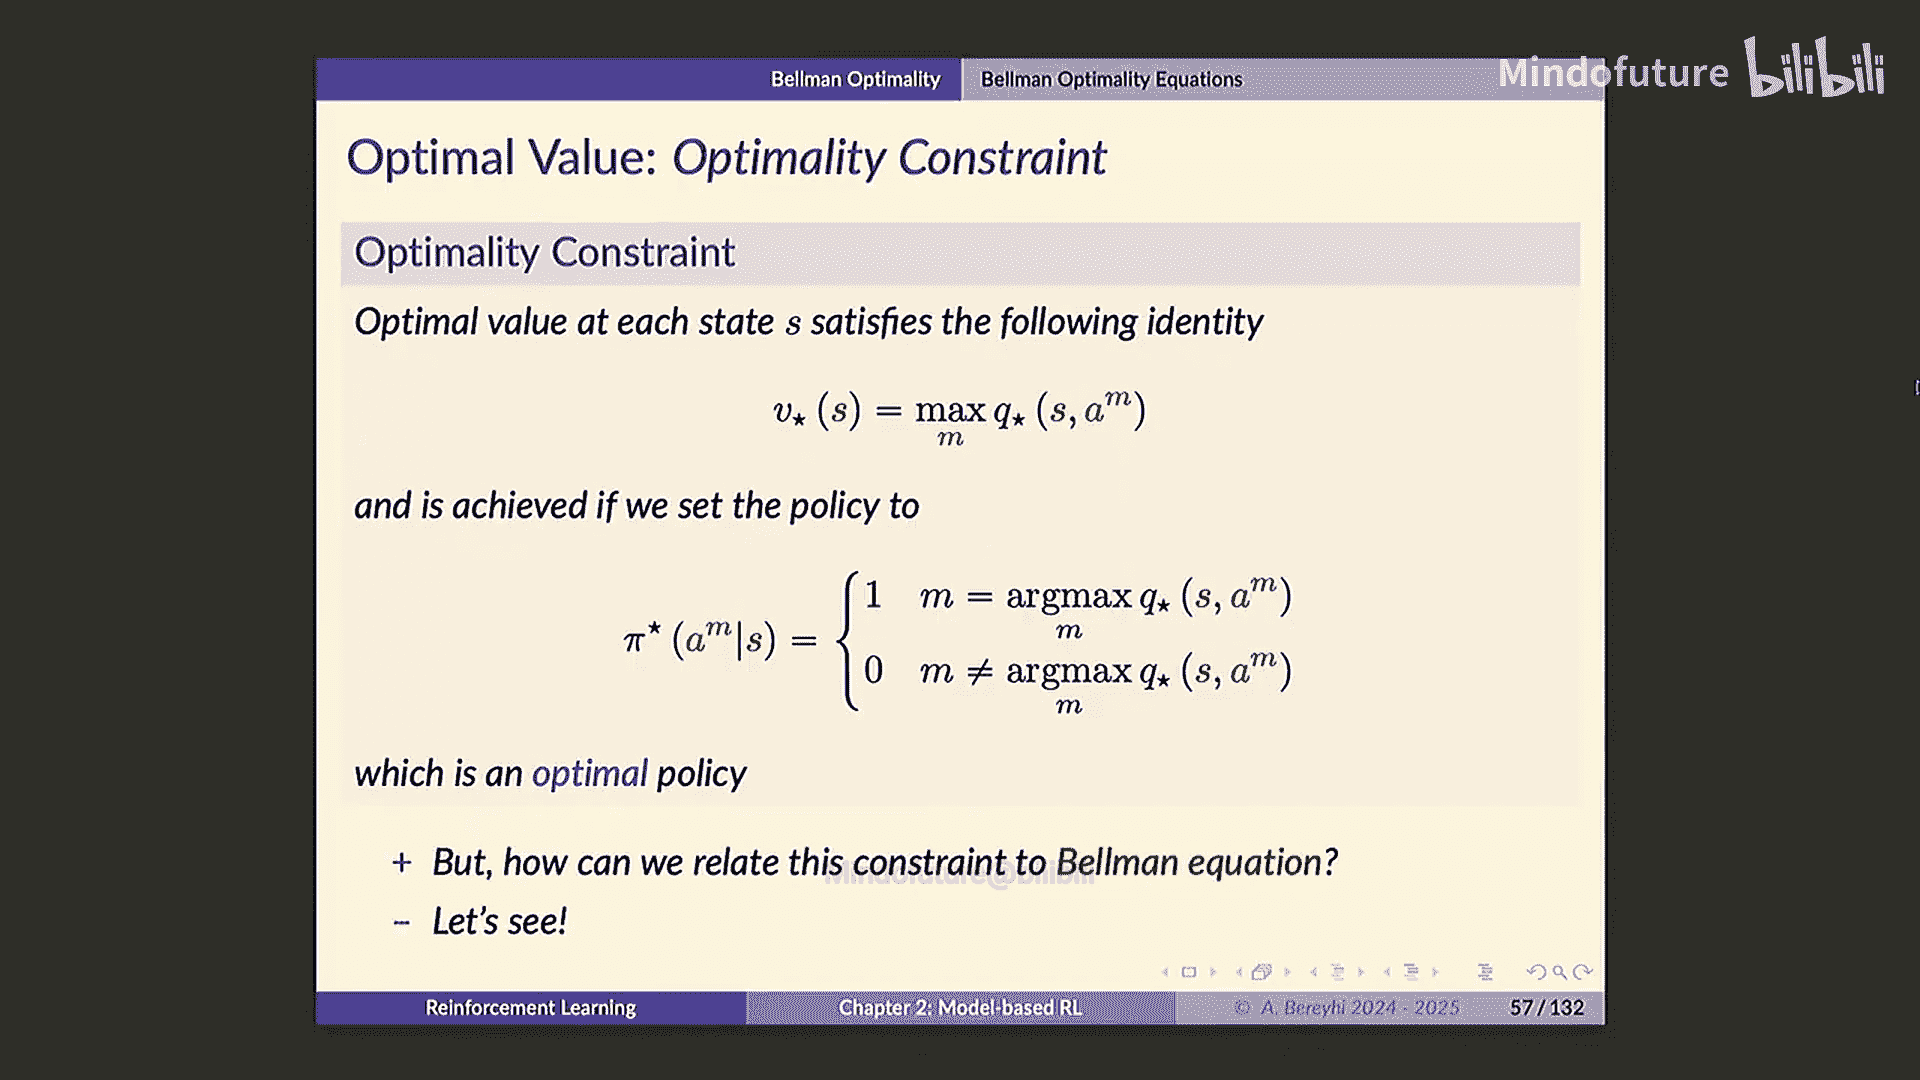 Mindofuture bilibili
Bellman Optimality Bellman Optimality Equations
Optimal Value: Optimality Constraint
Optimality Constraint
Optimal value at each state s satisfies the following identity
v⋆ (s) = max q⋆ (s, a^m)
m
and is achieved if we set the policy to
π⋆ (a^m|s) = { 1 m = argmax q⋆ (s, a^m)
m
0 m ≠ argmax q⋆ (s, a^m)
m
which is an optimal policy
+ But, how can we relate this constraint to Bellman equation?
Mindofuture@bilibili
− Let's see!
Reinforcement Learning Chapter 2: Model-based RL © A. Bereyhi 2024 - 2025 57 / 132